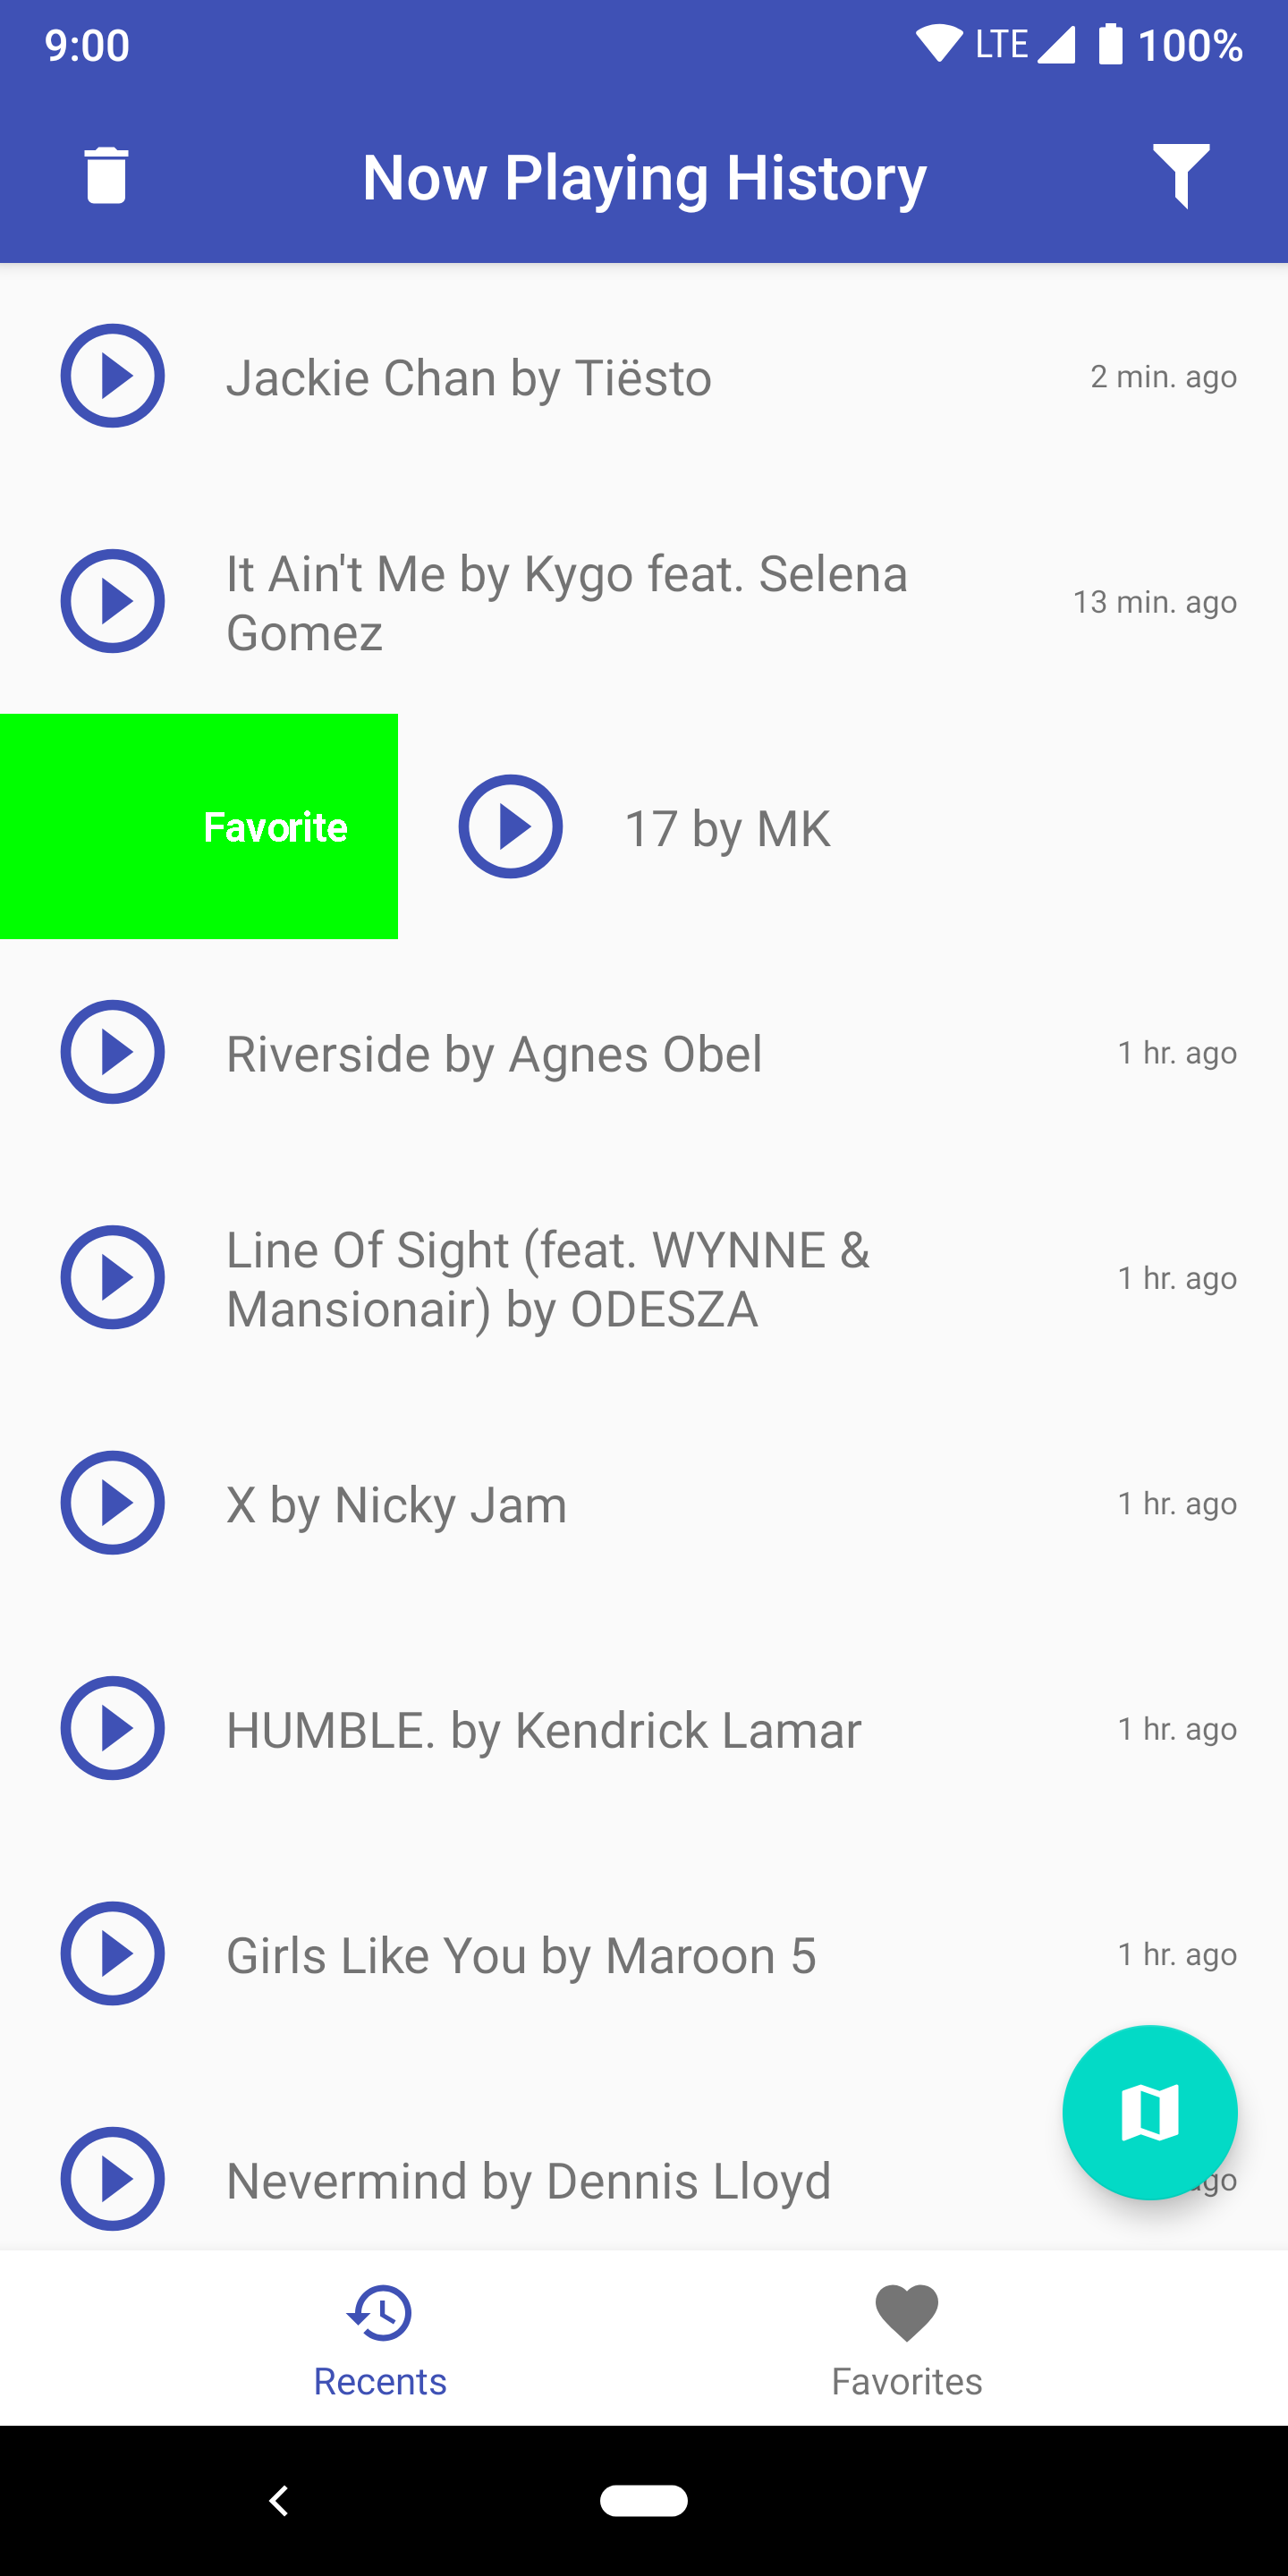 9:00 LTE 100%
Now Playing History
Jackie Chan by Tiësto 2 min. ago
It Ain't Me by Kygo feat. Selena
Gomez
13 min. ago
Favorite 17 by MK
Riverside by Agnes Obel 1 hr. ago
Line Of Sight (feat. WYNNE &
Mansionair) by ODESZA
1 hr. ago
X by Nicky Jam 1 hr. ago
HUMBLE. by Kendrick Lamar 1 hr. ago
Girls Like You by Maroon 5 1 hr. ago
Nevermind by Dennis Lloyd
Recents Favorites